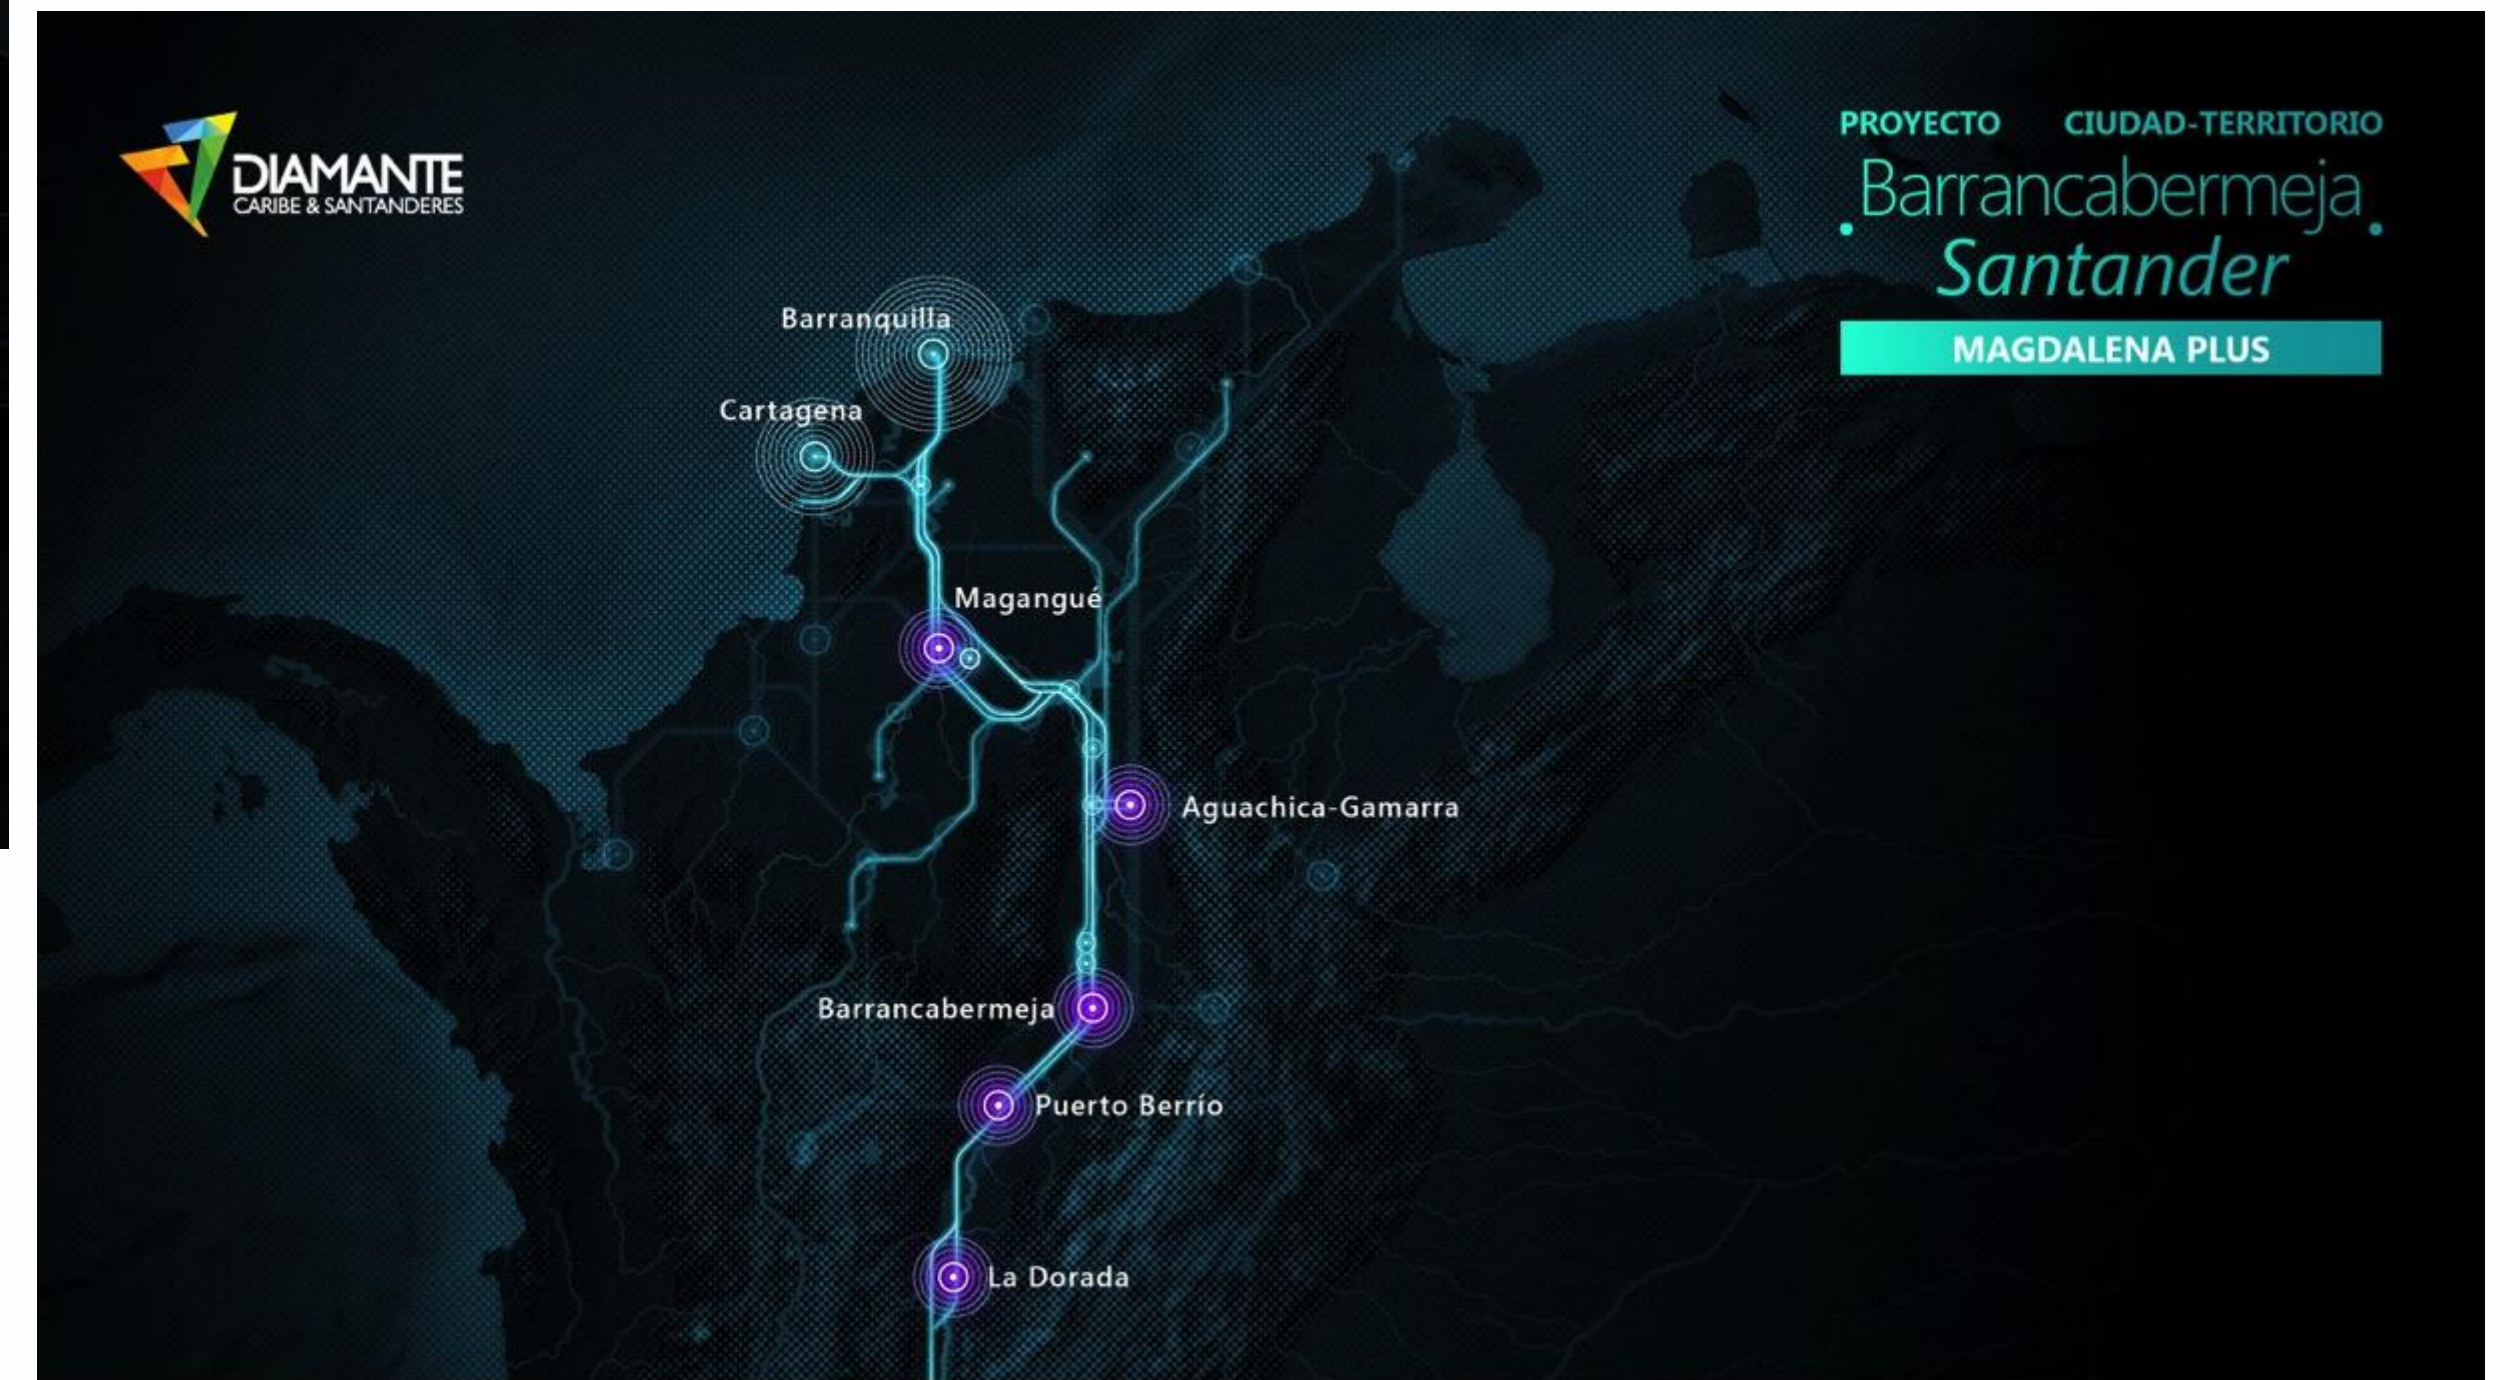 DIAMANTE
CARIBE & SANTANDERES
PROYECTO CIUDAD-TERRITORIO
Barrancabermeja
Santander
MAGDALENA PLUS
Barranquilla
Cartagena
Magangué
Aguachica-Gamarra
Barrancabermeja
Puerto Berrío
La Dorada